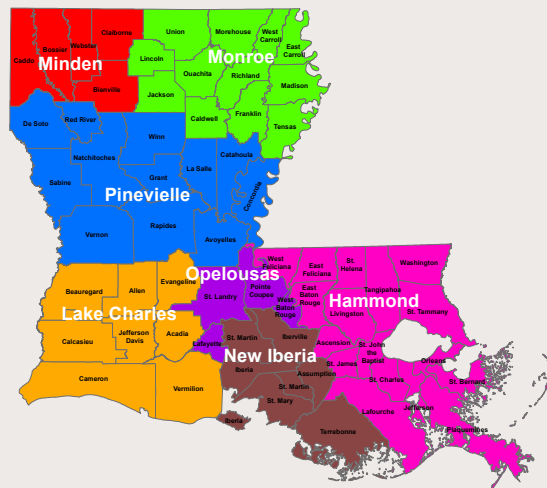 Claiborne
Union
Morehouse
West
Carroll
East
Carroll
Caddo
Bossier
Webster
Lincoln
Minden
Monroe
Ouachita
Richland
Madison
Bienville
Jackson
Caldwell
Franklin
Tensas
De Soto
Red River
Winn
Natchitoches
La Salle
Catahoula
Sabine
Grant
Concordia
Pinevielle
Vernon
Rapides
Avoyelles
West
Feliciana
East
Feliciana
St.
Helena
Washington
Opelousas
Evangeline
Beauregard
Allen
St. Landry
Pointe
Coupee
West
Baton
Rouge
East
Baton
Rouge
Tangipahoa
Hammond
Livingston
St. Tammany
Lake Charles
Calcasieu
Jefferson
Davis
Acadia
Lafayette
St. Martin
Iberville
Ascension
St. John
the
Baptist
New Iberia
Orleans
Cameron
Vermilion
Iberia
Assumption
St. James
St. Charles
St. Bernard
St. Martin
St. Mary
Iberia
Lafourche
Jefferson
Terrebonne
Plaquemines